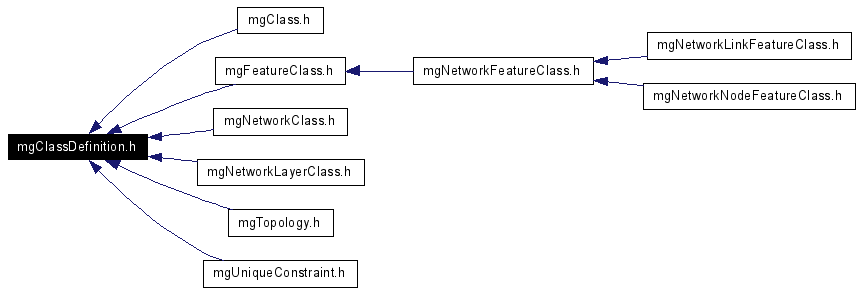 mgClass.h
mgNetworkLinkFeatureClass.h
mgFeatureClass.h
mgNetworkFeatureClass.h
mgNetworkNodeFeatureClass.h
mgNetworkClass.h
mgClassDefinition.h
mgNetworkLayerClass.h
mgTopology.h
mgUniqueConstraint.h